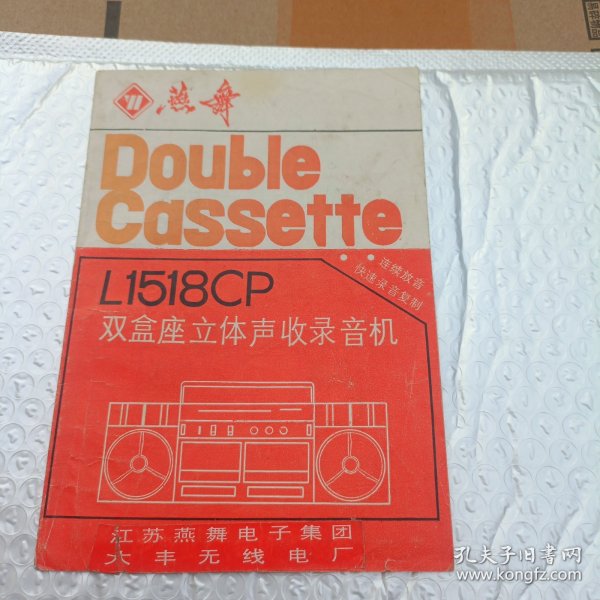 燕舞
Double
Cassette
连续放音
快速录音复制
L1518CP
双盒座立体声收录音机
江苏燕舞电子集团
大丰无线电厂
孔夫子旧书网
www.kongfz.com